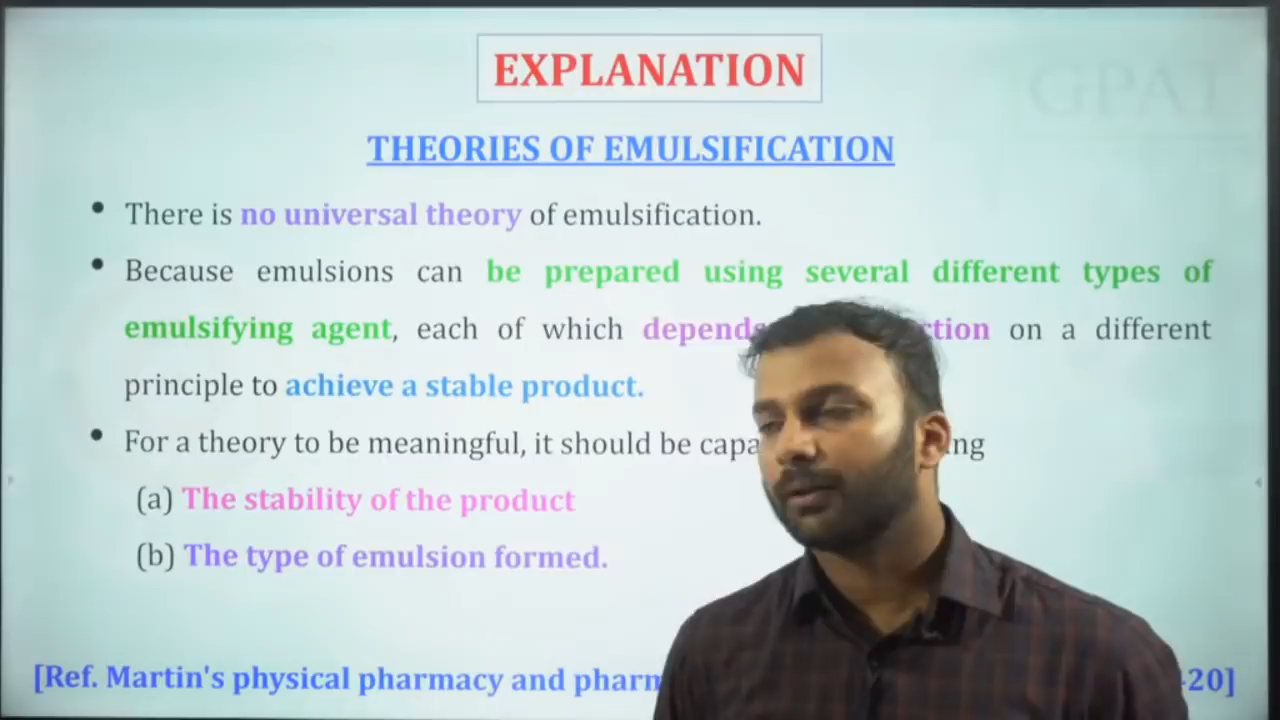 EXPLANATION
GPAT
THEORIES OF EMULSIFICATION
• There is no universal theory of emulsification.
• Because emulsions can be prepared using several different types of
emulsifying agent, each of which depends ction on a different
principle to achieve a stable product.
• For a theory to be meaningful, it should be capa ng
(a) The stability of the product
(b) The type of emulsion formed.
[Ref. Martin's physical pharmacy and pharm -20]